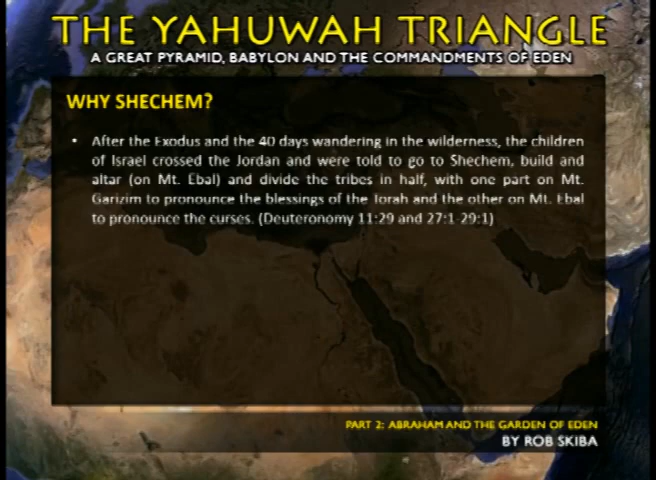 THE YAHUWAH TRIANGLE
A GREAT PYRAMID, BABYLON AND THE COMMANDMENTS OF EDEN
WHY SHECHEM?
• After the Exodus and the 40 days wandering in the wilderness, the children
of Israel crossed the Jordan and were told to go to Shechem, build and
altar (on Mt. Ebal) and divide the tribes in half, with one part on Mt.
Garizim to pronounce the blessings of the Torah and the other on Mt. Ebal
to pronounce the curses. (Deuteronomy 11:29 and 27:1-29:1)
PART 2: ABRAHAM AND THE GARDEN OF EDEN
BY ROB SKIBA